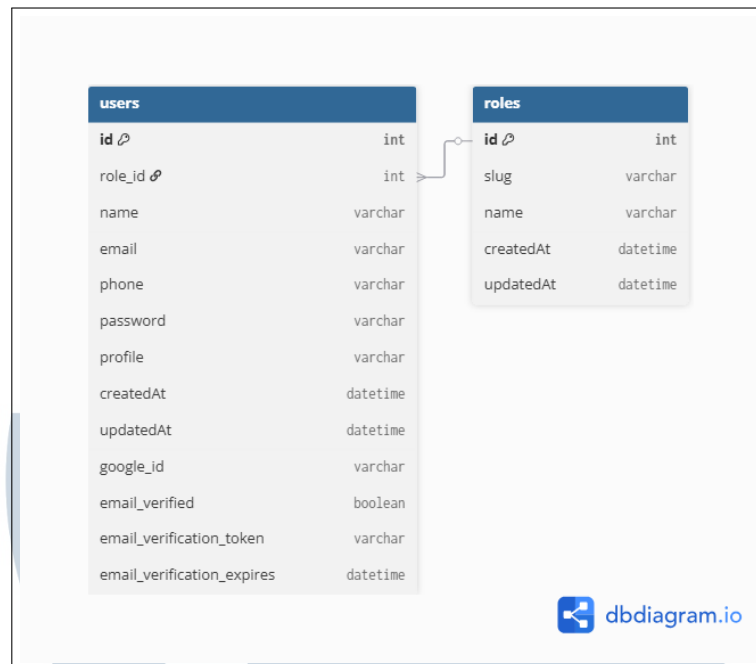 users
id int
role_id int
name varchar
email varchar
phone varchar
password varchar
profile varchar
createdAt datetime
updatedAt datetime
google_id varchar
email_verified boolean
email_verification_token varchar
email_verification_expires datetime
roles
id int
slug varchar
name varchar
createdAt datetime
updatedAt datetime
dbdiagram.io